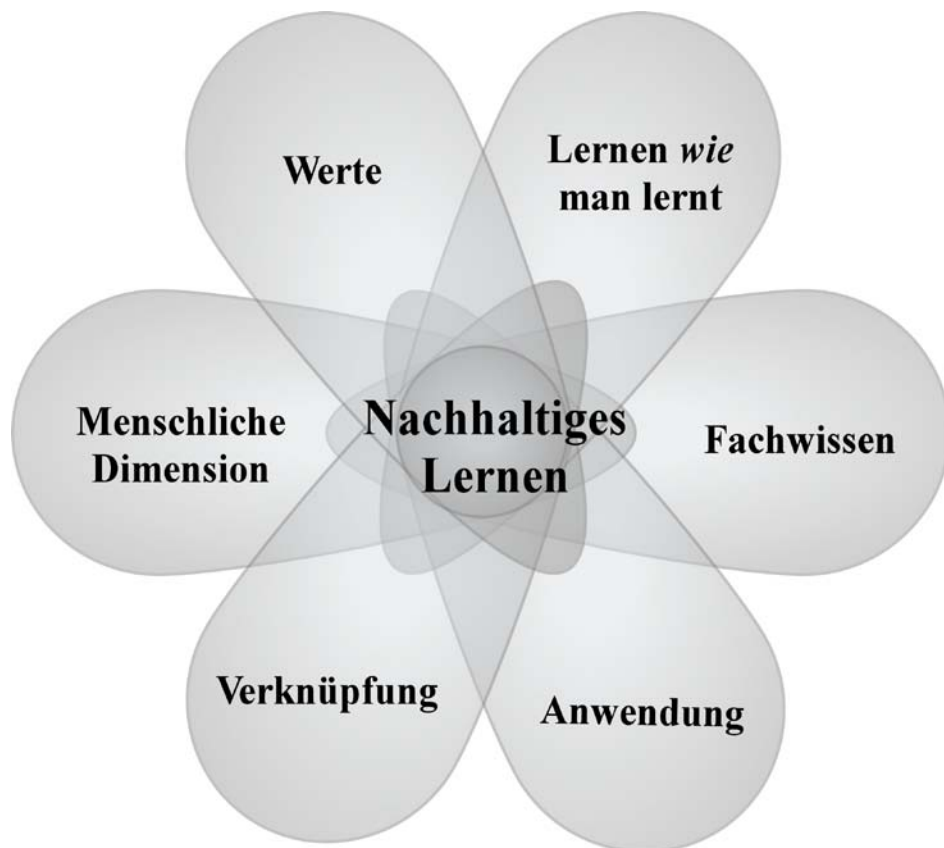 Werte
Lernen wie
man lernt
Menschliche
Dimension
Nachhaltiges
Lernen
Fachwissen
Verknüpfung
Anwendung